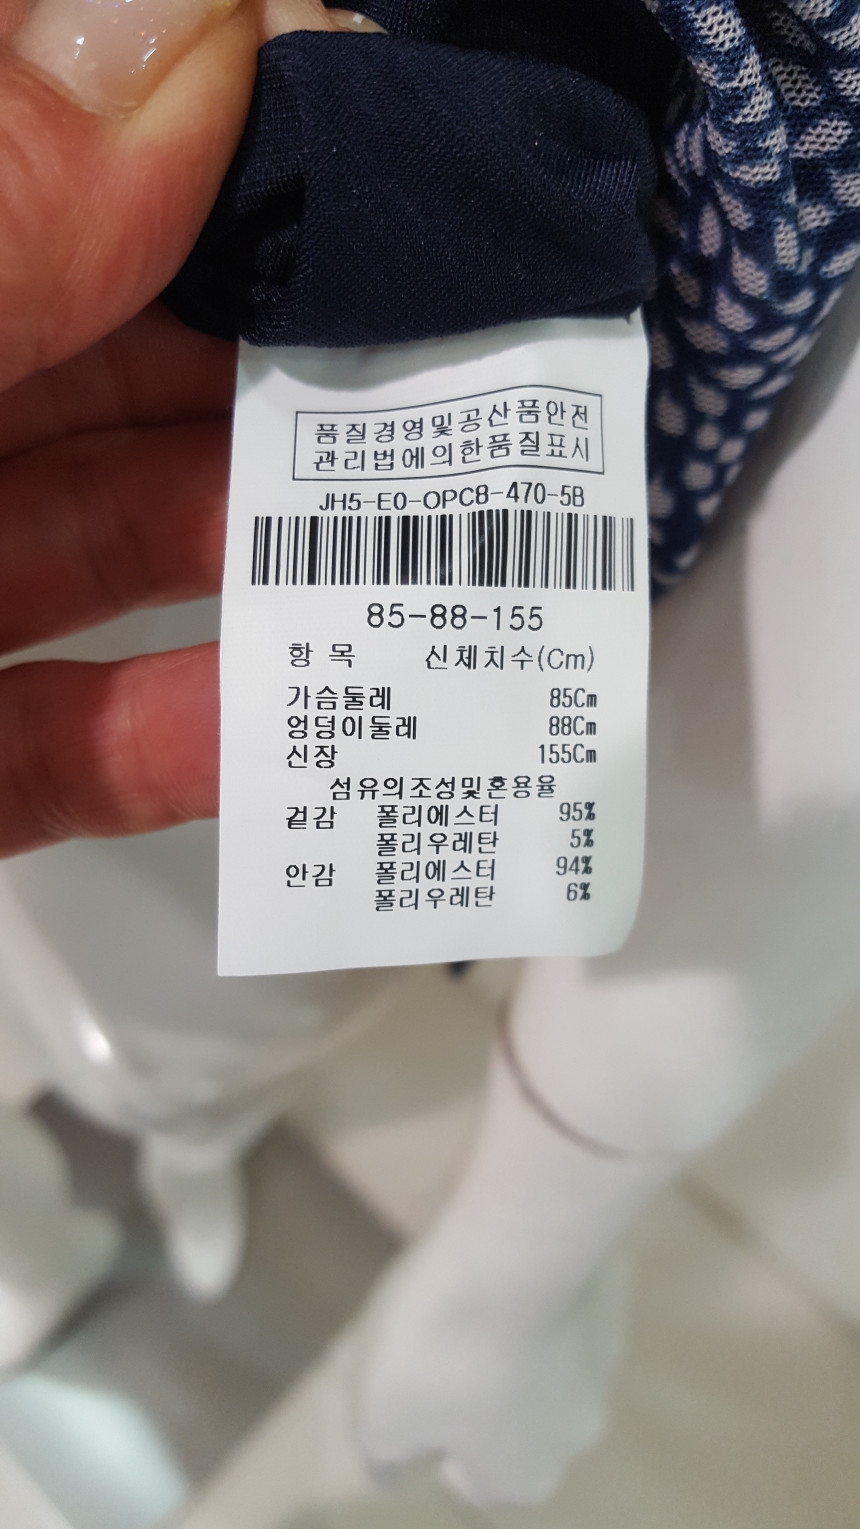 품질경영및공산품안전
관리법에의한품질표시
JH5-E0-OPC8-470-5B
85-88-155
항 목 신체치수(Cm)
가슴둘레 85Cm
엉덩이둘레 88Cm
신장 155Cm
섬유의조성및혼용율
겉감 폴리에스터 95%
폴리우레탄 5%
안감 폴리에스터 94%
폴리우레탄 6%